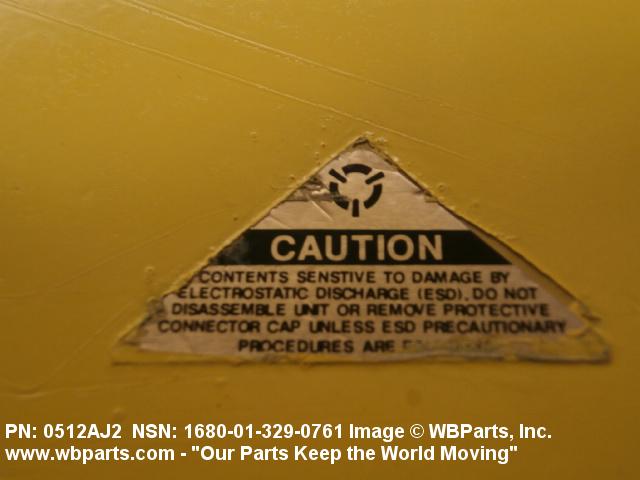 CAUTION
CONTENTS SENSTIVE TO DAMAGE BY
ELECTROSTATIC DISCHARGE (ESD). DO NOT
DISASSEMBLE UNIT OR REMOVE PROTECTIVE
CONNECTOR CAP UNLESS ESD PRECAUTIONARY
PROCEDURES ARE
PN: 0512AJ2 NSN: 1680-01-329-0761 Image © WBParts, Inc.
www.wbparts.com - "Our Parts Keep the World Moving"